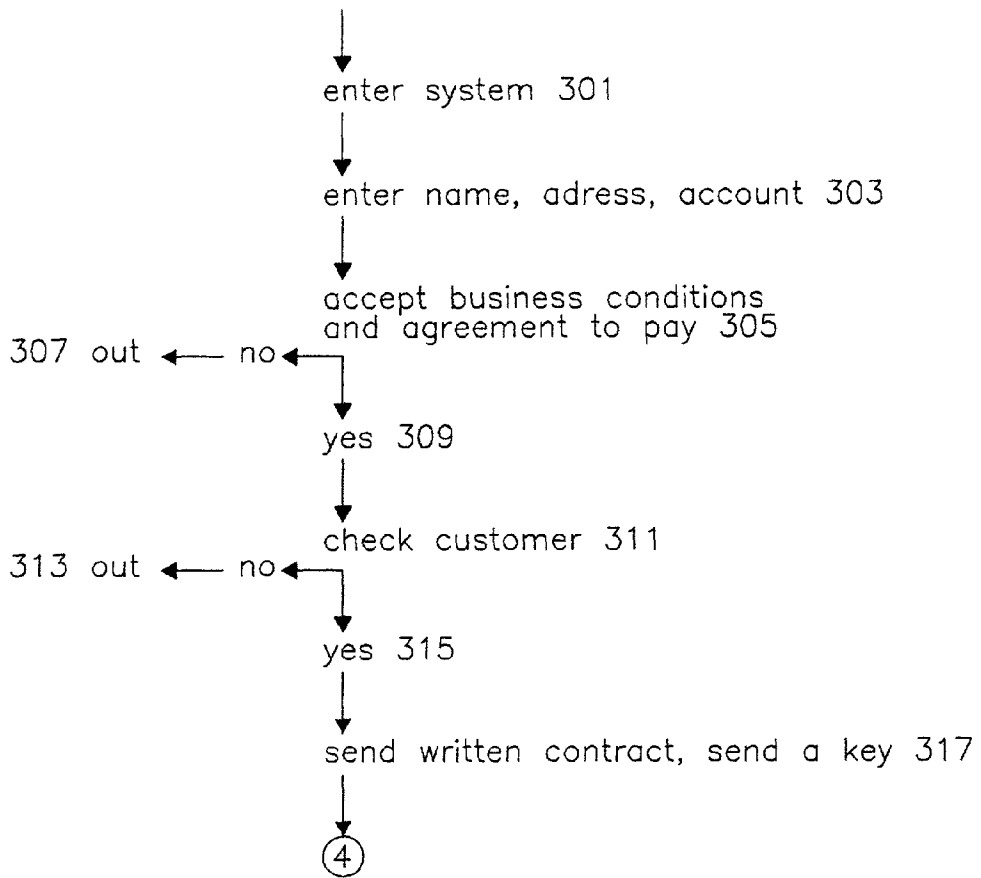 enter system 301
enter name, adress, account 303
accept business conditions
and agreement to pay 305
307 out no
yes 309
check customer 311
313 out no
yes 315
send written contract, send a key 317
4